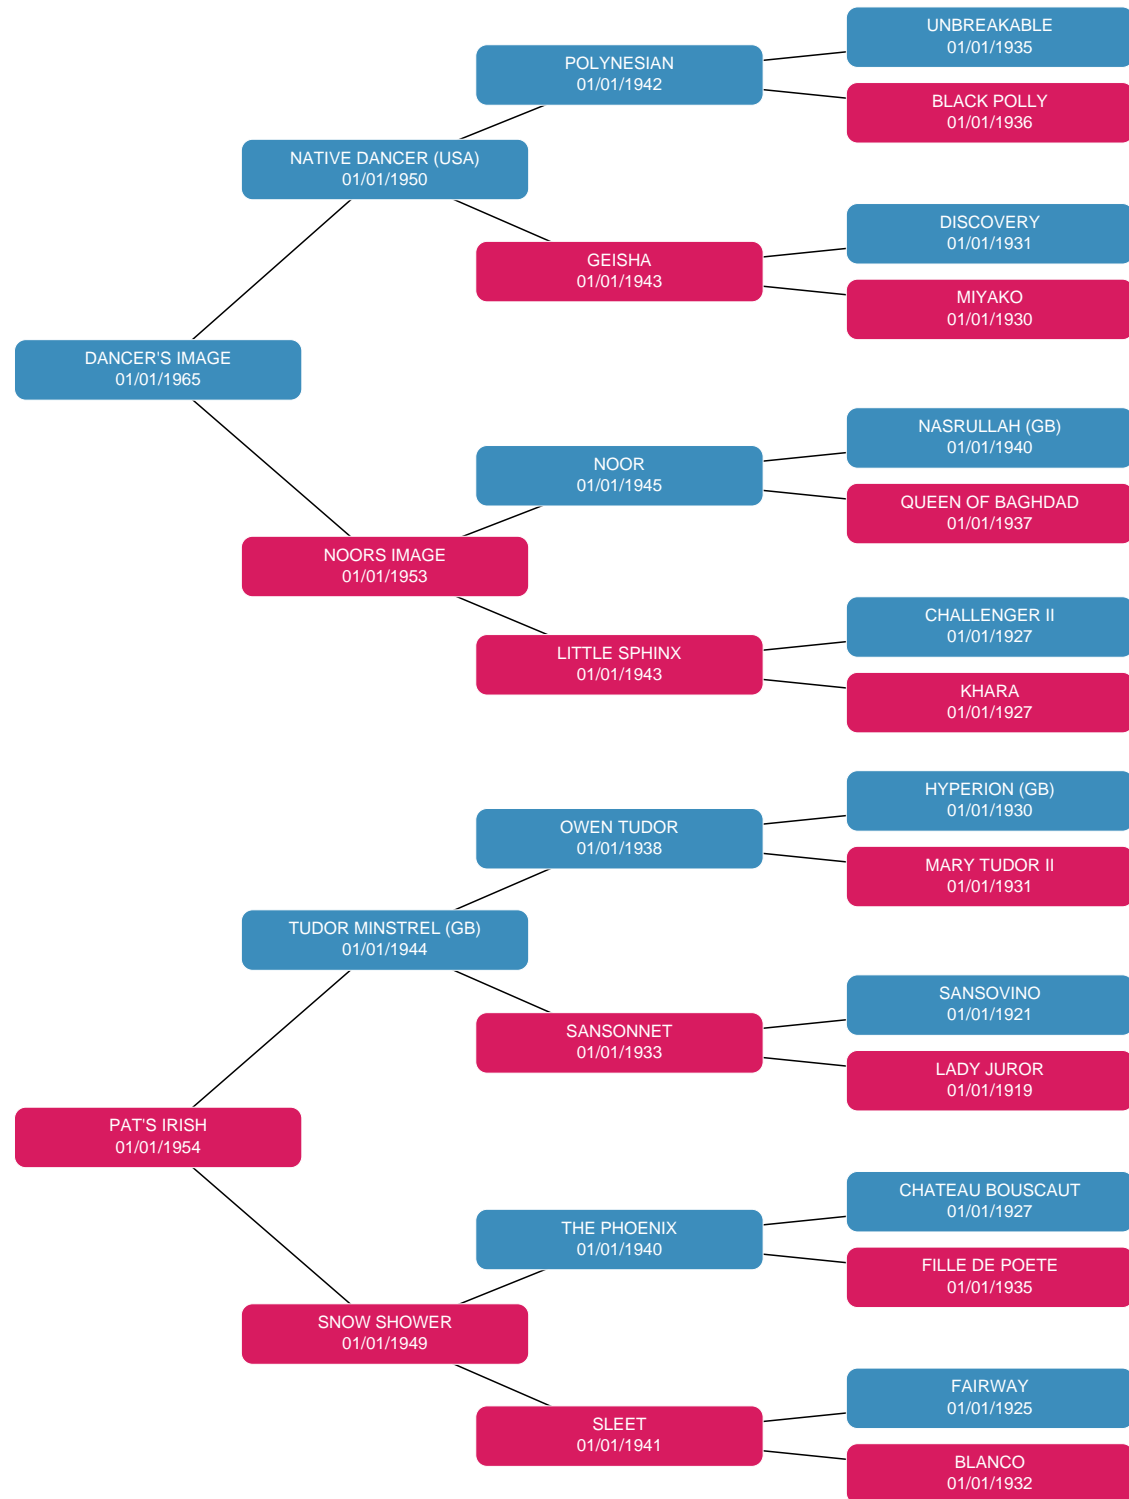 UNBREAKABLE
01/01/1935
POLYNESIAN
01/01/1942
BLACK POLLY
01/01/1936
NATIVE DANCER (USA)
01/01/1950
DISCOVERY
01/01/1931
GEISHA
01/01/1943
MIYAKO
01/01/1930
DANCER'S IMAGE
01/01/1965
NASRULLAH (GB)
01/01/1940
NOOR
01/01/1945
QUEEN OF BAGHDAD
01/01/1937
NOORS IMAGE
01/01/1953
CHALLENGER II
01/01/1927
LITTLE SPHINX
01/01/1943
KHARA
01/01/1927
HYPERION (GB)
01/01/1930
OWEN TUDOR
01/01/1938
MARY TUDOR II
01/01/1931
TUDOR MINSTREL (GB)
01/01/1944
SANSOVINO
01/01/1921
SANSONNET
01/01/1933
LADY JUROR
01/01/1919
PAT'S IRISH
01/01/1954
CHATEAU BOUSCAUT
01/01/1927
THE PHOENIX
01/01/1940
FILLE DE POETE
01/01/1935
SNOW SHOWER
01/01/1949
FAIRWAY
01/01/1925
SLEET
01/01/1941
BLANCO
01/01/1932